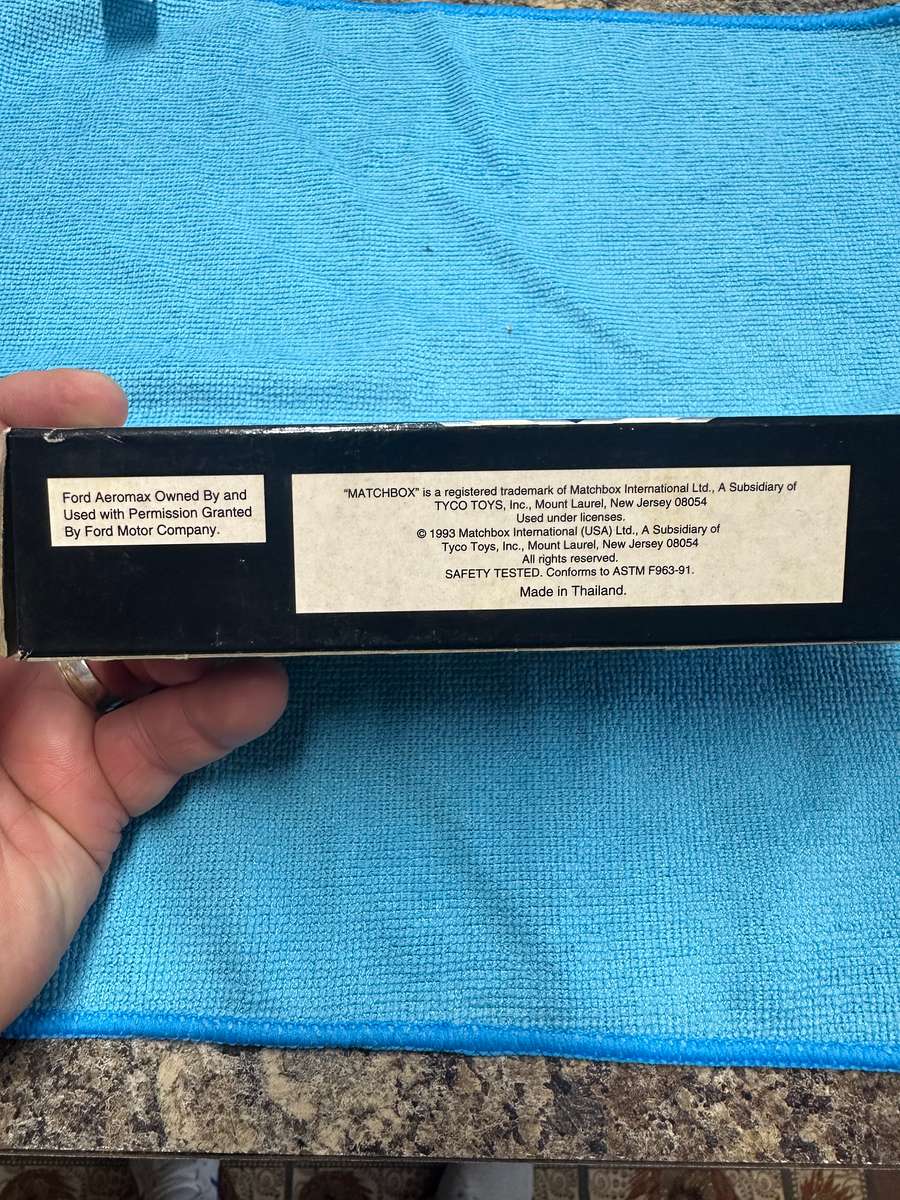 Ford Aeromax Owned By and
Used with Permission Granted
By Ford Motor Company.
“MATCHBOX” is a registered trademark of Matchbox International Ltd., A Subsidiary of
TYCO TOYS, Inc., Mount Laurel, New Jersey 08054
Used under licenses.
© 1993 Matchbox International (USA) Ltd., A Subsidiary of
Tyco Toys, Inc., Mount Laurel, New Jersey 08054
All rights reserved.
SAFETY TESTED. Conforms to ASTM F963-91.
Made in Thailand.